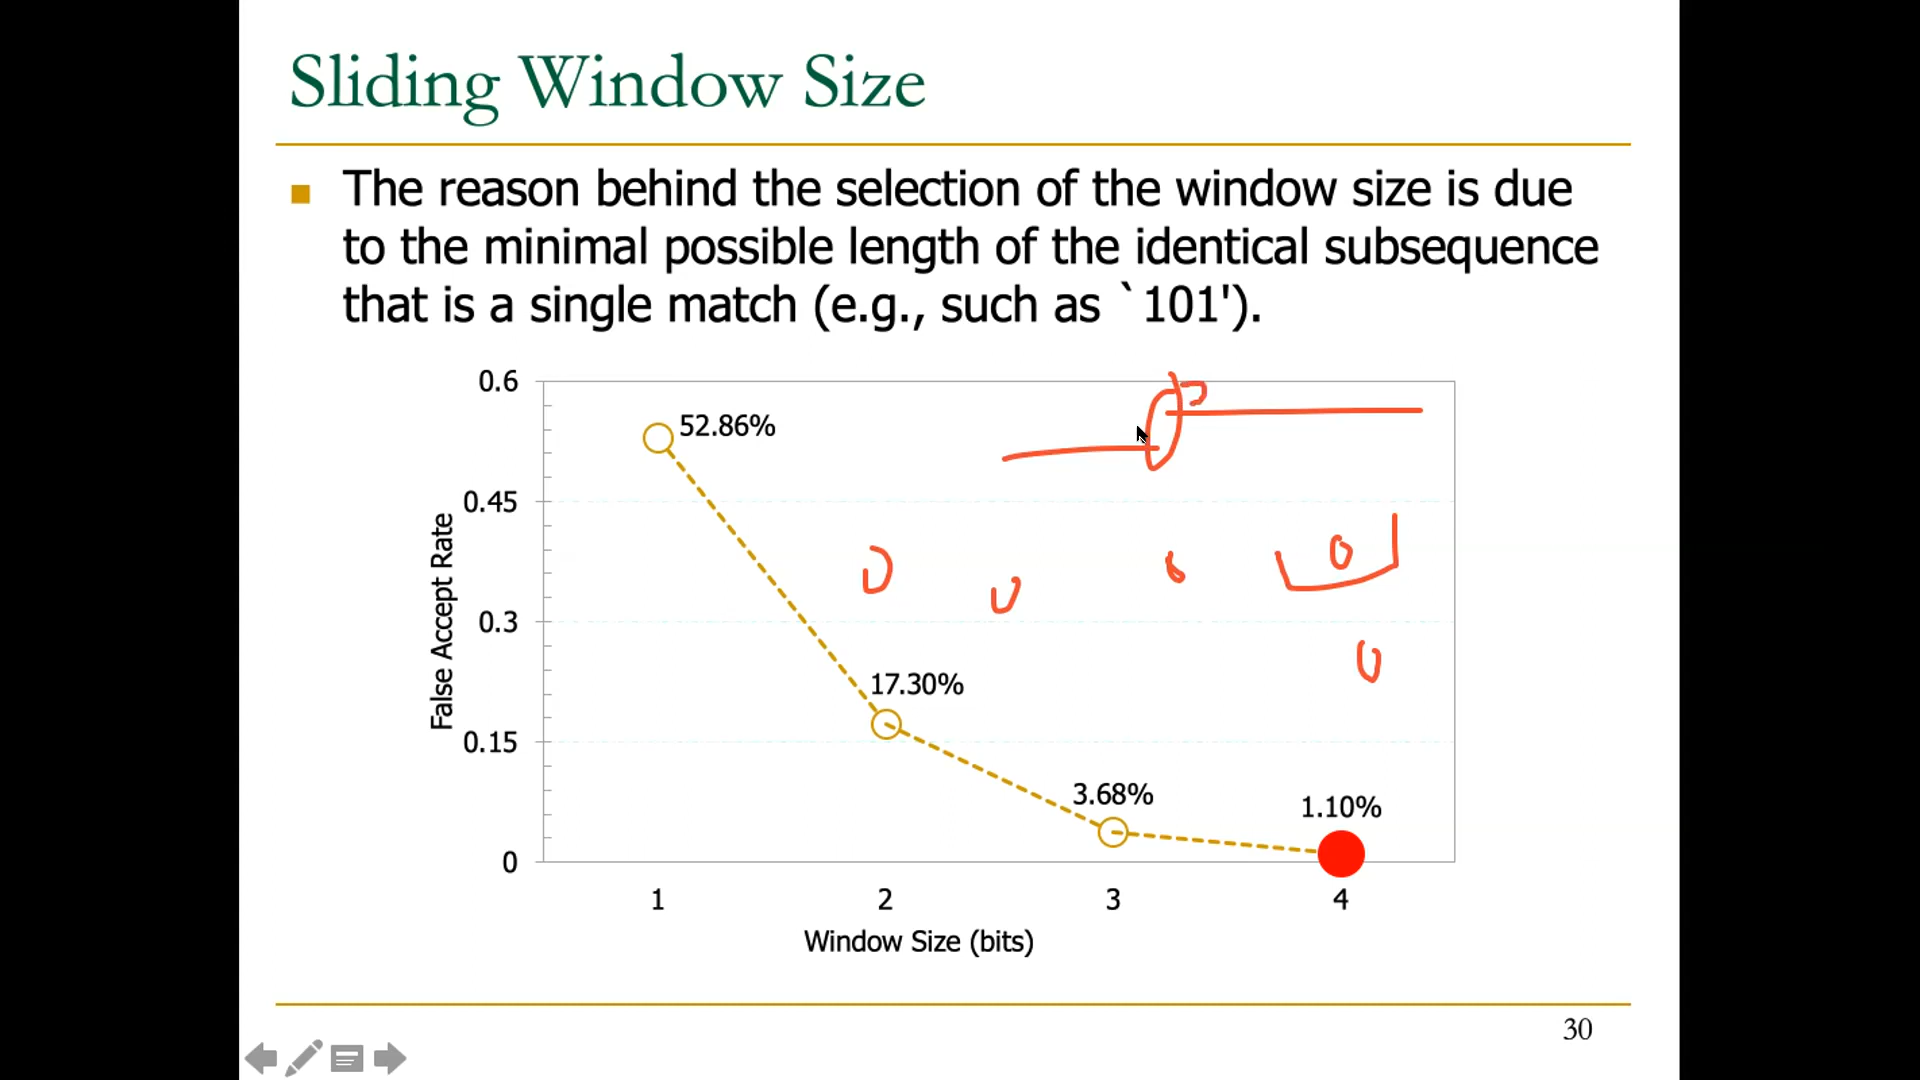 Sliding Window Size
The reason behind the selection of the window size is due
to the minimal possible length of the identical subsequence
that is a single match (e.g., such as `101').
0.6
0.45
0.3
0.15
0
False Accept Rate
52.86%
17.30%
3.68%
1.10%
1
2
3
4
Window Size (bits)
30